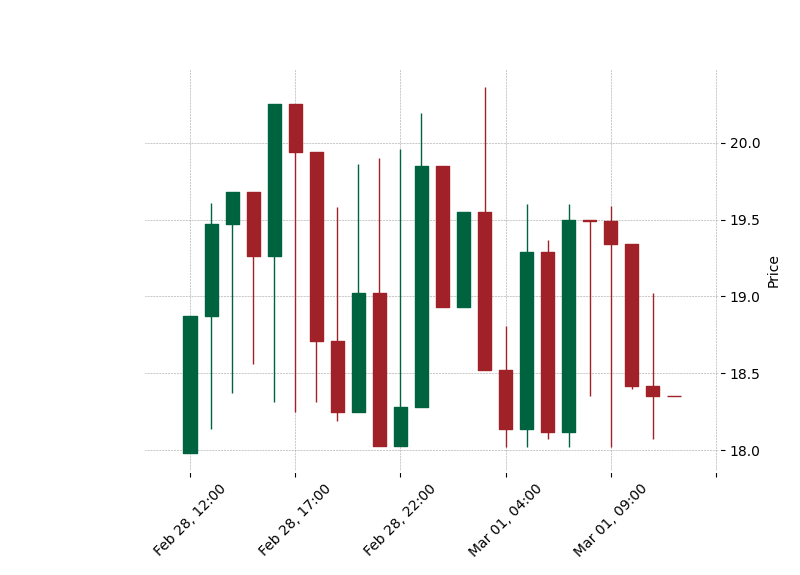 20.0
19.5
19.0
18.5
18.0
Price
Feb 28, 12:00
Feb 28, 17:00
Feb 28, 22:00
Mar 01, 04:00
Mar 01, 09:00